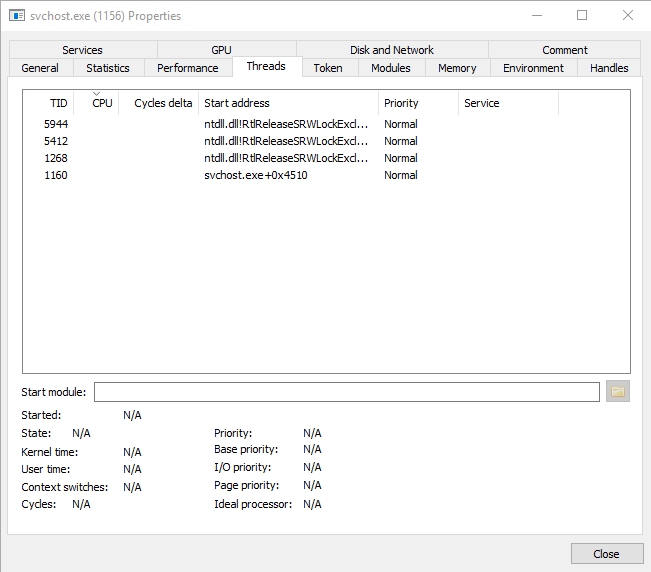 svchost.exe (1156) Properties
Services GPU Disk and Network Comment
General Statistics Performance Threads Token Modules Memory Environment Handles
TID CPU Cycles delta Start address Priority Service
5944 ntdll.dll!RtlReleaseSRWLockExcl... Normal
5412 ntdll.dll!RtlReleaseSRWLockExcl... Normal
1268 ntdll.dll!RtlReleaseSRWLockExcl... Normal
1160 svchost.exe+0x4510 Normal
Start module:
Started: N/A
State: N/A Priority: N/A
Kernel time: N/A Base priority: N/A
User time: N/A I/O priority: N/A
Context switches: N/A Page priority: N/A
Cycles: N/A Ideal processor: N/A
Close